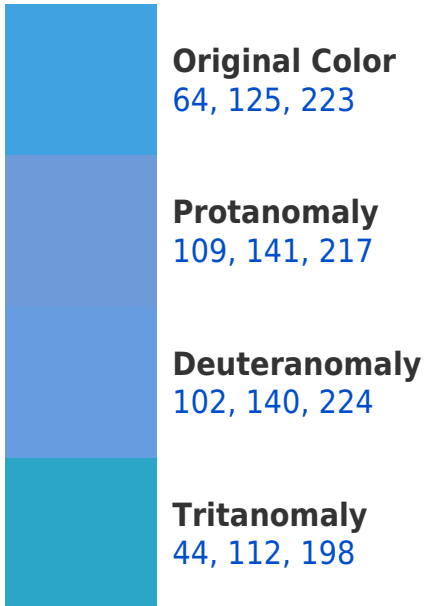 Original Color
64, 125, 223
Protanomaly
109, 141, 217
Deuteranomaly
102, 140, 224
Tritanomaly
44, 112, 198